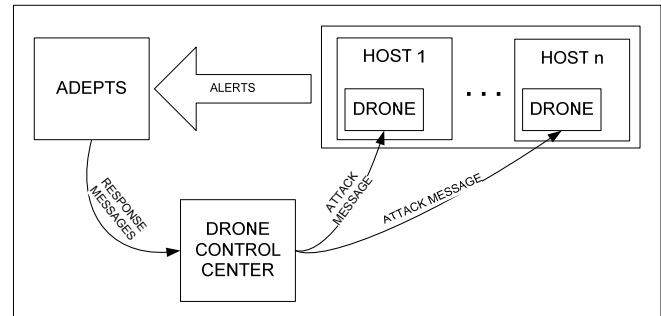 ADEPTS
ALERTS
HOST 1
DRONE
. . .
HOST n
DRONE
RESPONSE
MESSAGES
ATTACK
MESSAGE
ATTACK MESSAGE
DRONE
CONTROL
CENTER